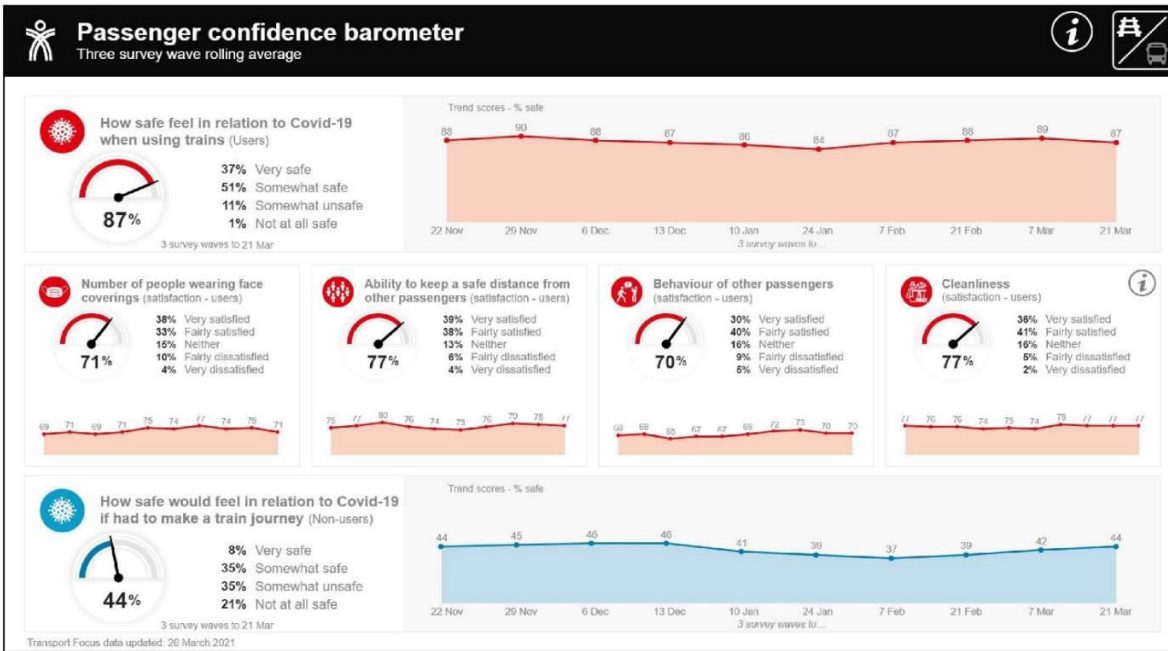 Passenger confidence barometer
Three survey wave rolling average
i
How safe feel in relation to Covid-19
when using trains (Users)
37% Very safe
51% Somewhat safe
11% Somewhat unsafe
1% Not at all safe
87%
3 survey waves to 21 Mar
Trend scores - % safe
88 90 88 87 86 84 87 88 89 87
22 Nov 29 Nov 6 Dec 13 Dec 10 Jan 24 Jan 7 Feb 21 Feb 7 Mar 21 Mar
3 survey waves to ...
Number of people wearing face
coverings (satisfaction - users)
38% Very satisfied
33% Fairly satisfied
15% Neither
10% Fairly dissatisfied
4% Very dissatisfied
71%
69 71 69 71 75 74 77 74 75 71
Ability to keep a safe distance from
other passengers (satisfaction - users)
39% Very satisfied
38% Fairly satisfied
13% Neither
6% Fairly dissatisfied
4% Very dissatisfied
77%
75 77 80 76 74 73 76 79 78 77
Behaviour of other passengers
(satisfaction - users)
30% Very satisfied
40% Fairly satisfied
16% Neither
9% Fairly dissatisfied
5% Very dissatisfied
70%
69 67 67 69 72 70 70
Cleanliness
(satisfaction - users)
i
36% Very satisfied
41% Fairly satisfied
16% Neither
5% Fairly dissatisfied
2% Very dissatisfied
77%
77 76 76 74 75 74 77 77 77
How safe would feel in relation to Covid-19
if had to make a train journey (Non-users)
8% Very safe
35% Somewhat safe
35% Somewhat unsafe
21% Not at all safe
44%
3 survey waves to 21 Mar
Trend scores - % safe
44 45 46 46 41 39 37 39 42 44
22 Nov 29 Nov 6 Dec 13 Dec 10 Jan 24 Jan 7 Feb 21 Feb 7 Mar 21 Mar
3 survey waves to ...
Transport Focus data updated: 26 March 2021